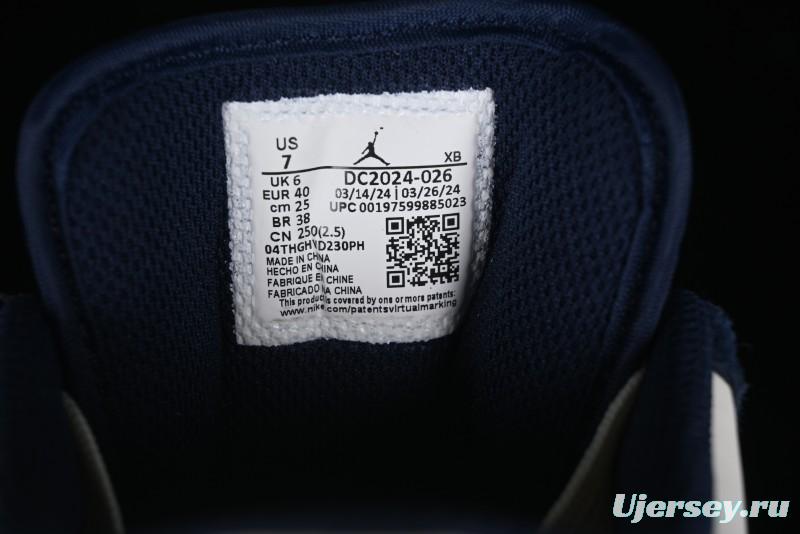 US
7
XB
UK 6
DC2024-026
EUR 40
03/14/24 | 03/26/24
cm 25
UPC 00197599885023
BR 38
CN 250(2.5)
04THGHVD230PH
MADE IN CHINA
HECHO EN CHINA
FABRIQUE EN CHINE
FABRICADO NA CHINA
This product is covered by one or more patents:
www.nike.com/patentsvirtualmarking
Ujersey.ru